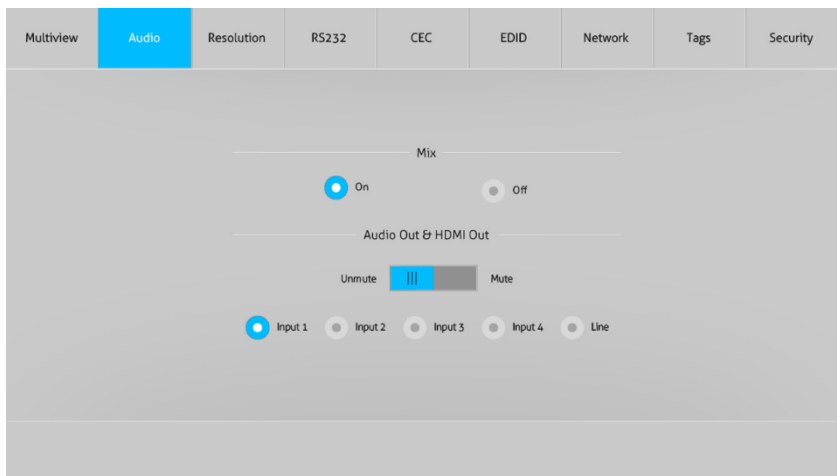 Multiview Audio Resolution RS232 CEC EDID Network Tags Security
Mix
On Off
Audio Out & HDMI Out
Unmute Mute
Input 1 Input 2 Input 3 Input 4 Line